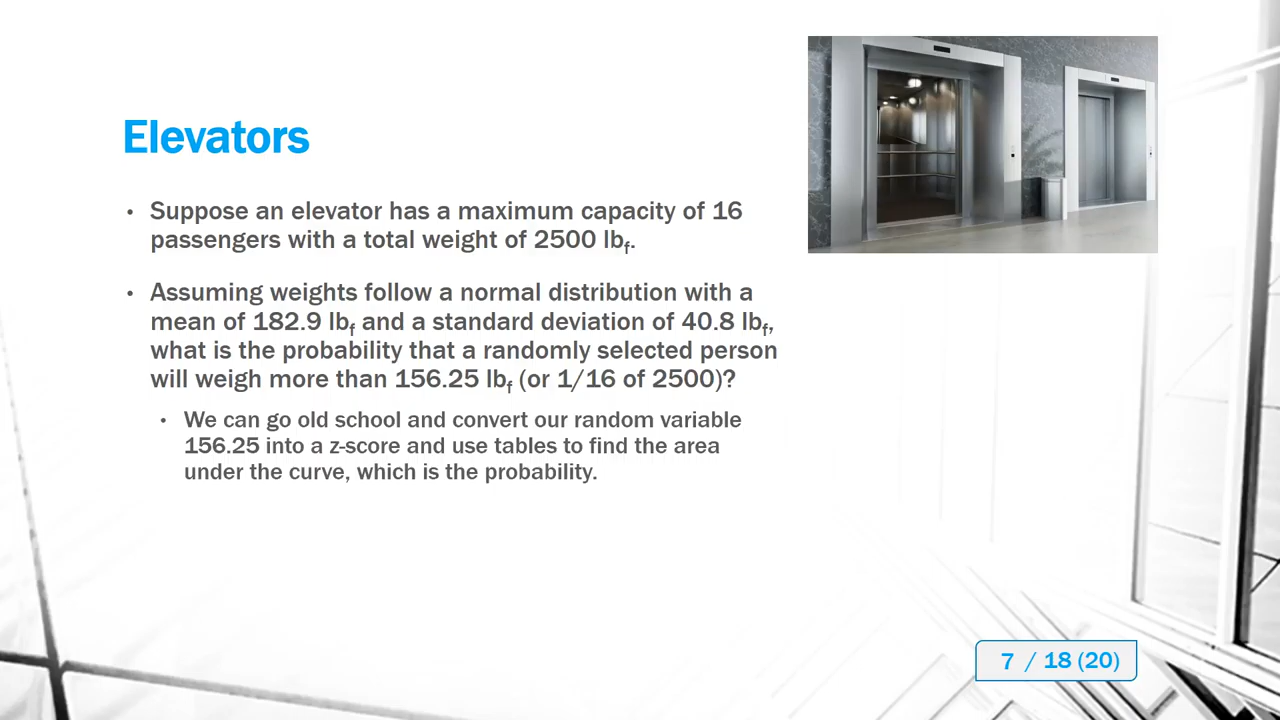 Elevators
• Suppose an elevator has a maximum capacity of 16
passengers with a total weight of 2500 lbf.
• Assuming weights follow a normal distribution with a
mean of 182.9 lbf and a standard deviation of 40.8 lbf,
what is the probability that a randomly selected person
will weigh more than 156.25 lbf (or 1/16 of 2500)?
• We can go old school and convert our random variable
156.25 into a z-score and use tables to find the area
under the curve, which is the probability.
7 / 18 (20)